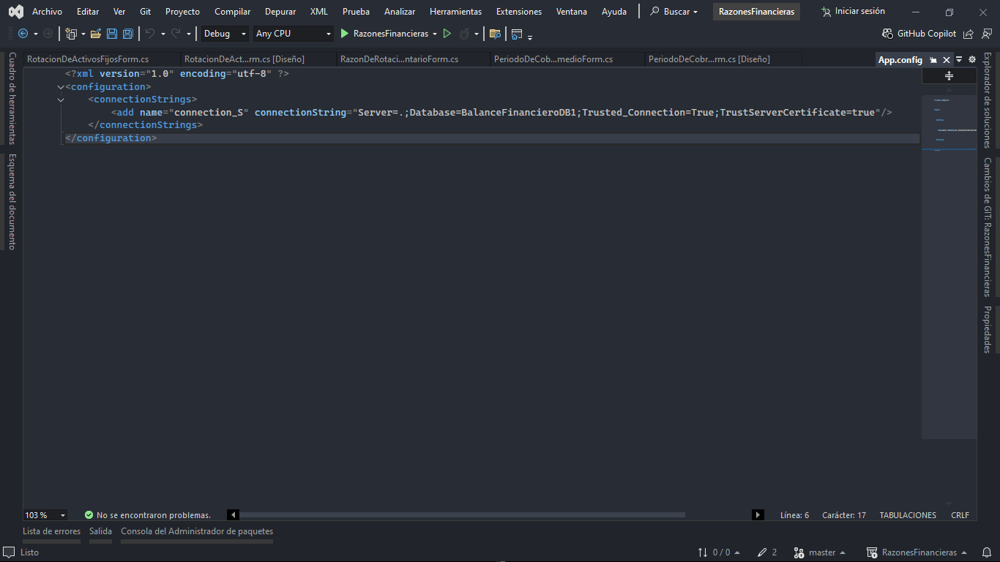 Archivo Editar Ver Git Proyecto Compilar Depurar XML Prueba Analizar Herramientas Extensiones Ventana Ayuda Buscar RazonesFinancieras Iniciar sesión
Debug Any CPU RazonesFinancieras GitHub Copilot
RotacionDeActivosFijosForm.cs RotacionDeAct...rm.cs [Diseño] RazonDeRotaci...ntarioForm.cs PeriodoDeCob...medioForm.cs PeriodoDeCobr...rm.cs [Diseño] App.config
<?xml version="1.0" encoding="utf-8" ?>
<configuration>
<connectionStrings>
<add name="connection_S" connectionString="Server=.;Database=BalanceFinancieroDB1;Trusted_Connection=True;TrustServerCertificate=true"/>
</connectionStrings>
</configuration>
Cuadro de herramientas
Esquema del documento
Explorador de soluciones
Cambios de GIT: RazonesFinancieras
Propiedades
103 % No se encontraron problemas. Línea: 6 Carácter: 17 TABULACIONES CRLF
Lista de errores Salida Consola del Administrador de paquetes
Listo 0 / 0 2 master RazonesFinancieras